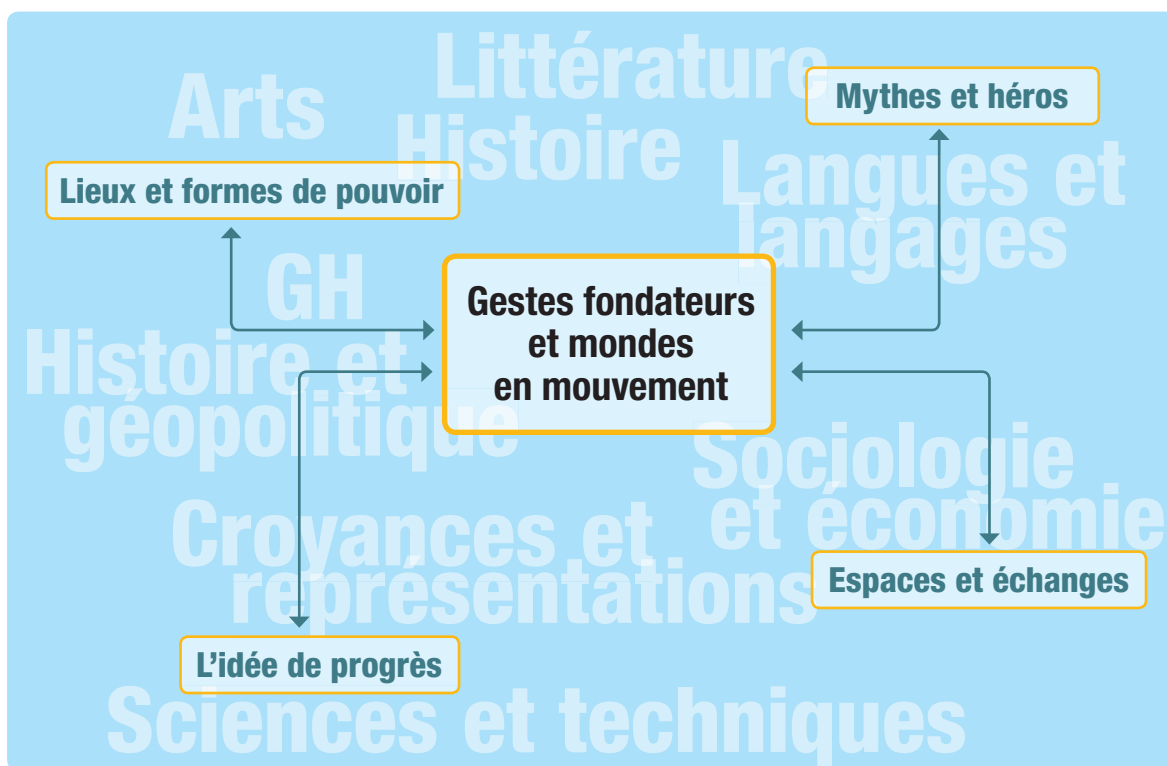 Littérature
Arts
Mythes et héros
Histoire
Langues et
langages
Lieux et formes de pouvoir
GH
Gestes fondateurs
et mondes
en mouvement
Histoire et
géopolitique
Sociologie
et économie
Croyances et
représentations
Espaces et échanges
L'idée de progrès
Sciences et techniques